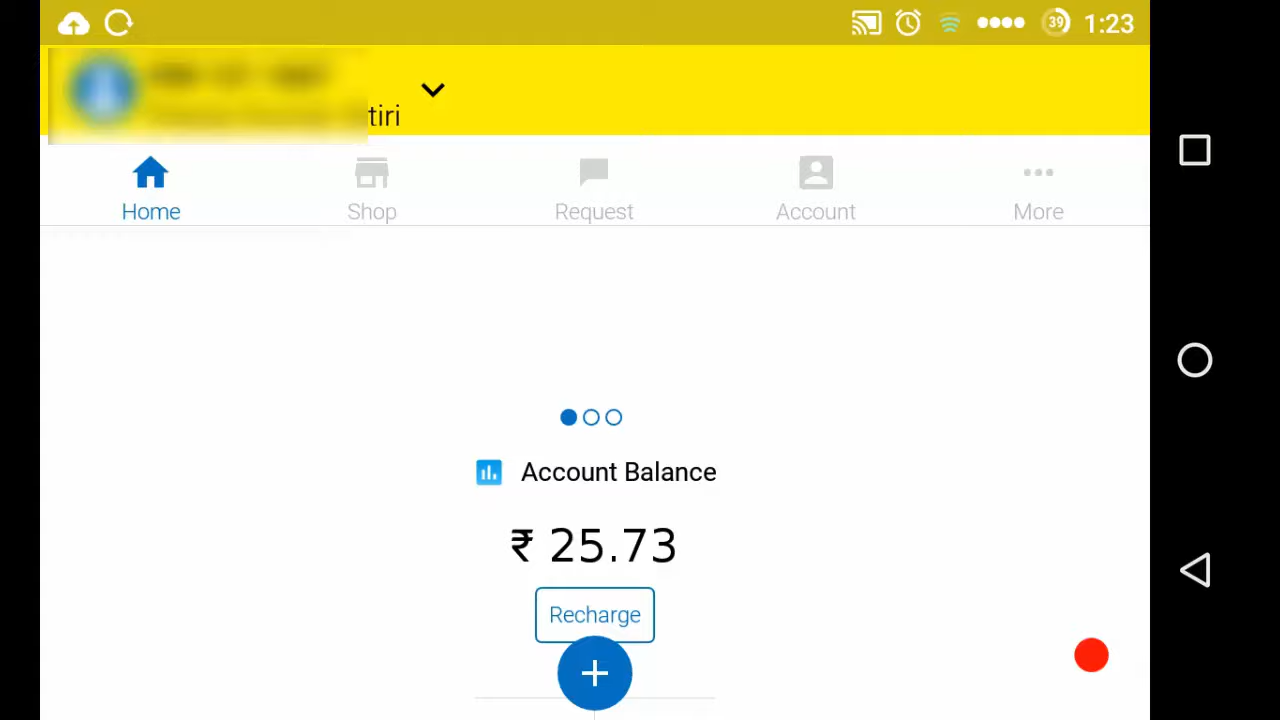 39 1:23
tiri
Home Shop Request Account More
Account Balance
₹ 25.73
Recharge